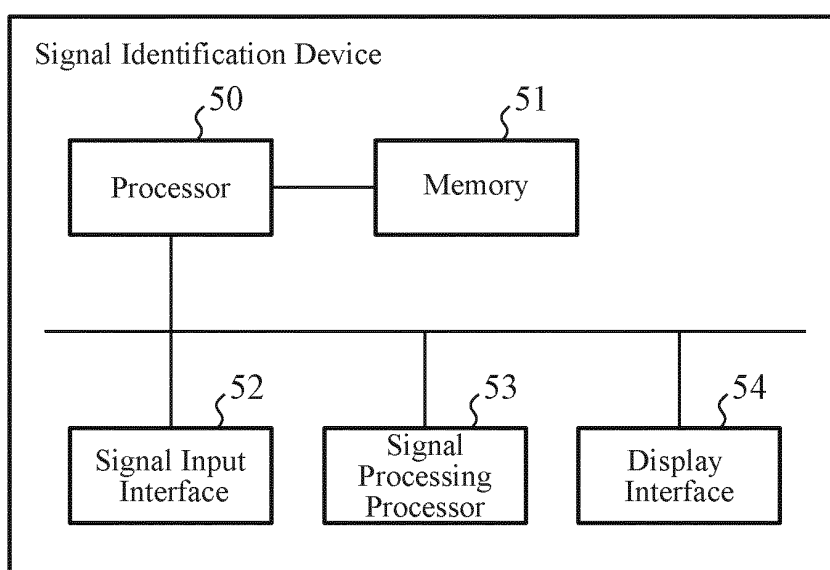 Signal Identification Device
50
51
Processor
Memory
52
53
54
Signal Input
Interface
Signal
Processing
Processor
Display
Interface